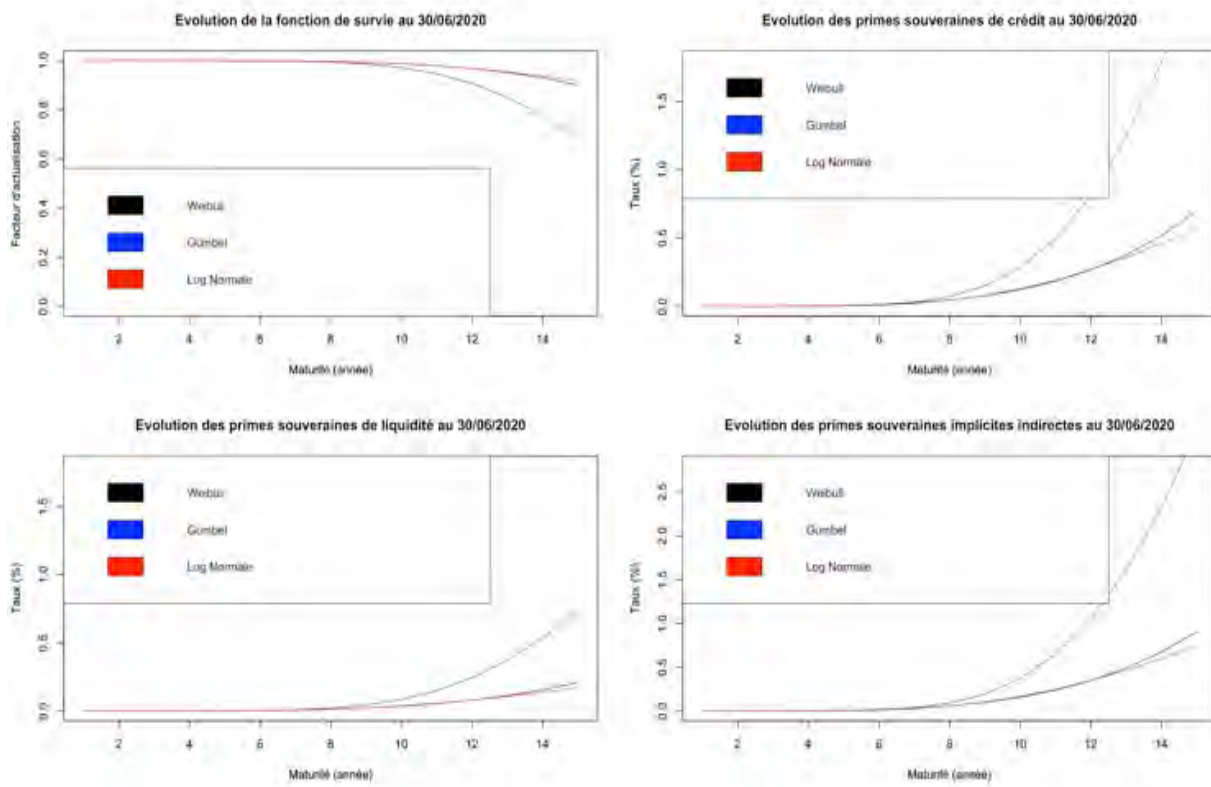 Evolution de la fonction de survie au 30/06/2020
Facteur d'actualisation
1.0
0.8
0.6
0.4
0.2
0.0
Weibull
Gumbel
Log Normale
2 4 6 8 10 12 14
Maturité (année)
Evolution des primes souveraines de crédit au 30/06/2020
Taux (%)
1.5
1.0
0.5
0.0
Weibull
Gumbel
Log Normale
2 4 6 8 10 12 14
Maturité (année)
Evolution des primes souveraines de liquidité au 30/06/2020
Taux (%)
1.5
1.0
0.5
0.0
Weibull
Gumbel
Log Normale
2 4 6 8 10 12 14
Maturité (année)
Evolution des primes souveraines implicites indirectes au 30/06/2020
Taux (%)
2.5
2.0
1.5
1.0
0.5
0.0
Weibull
Gumbel
Log Normale
2 4 6 8 10 12 14
Maturité (année)